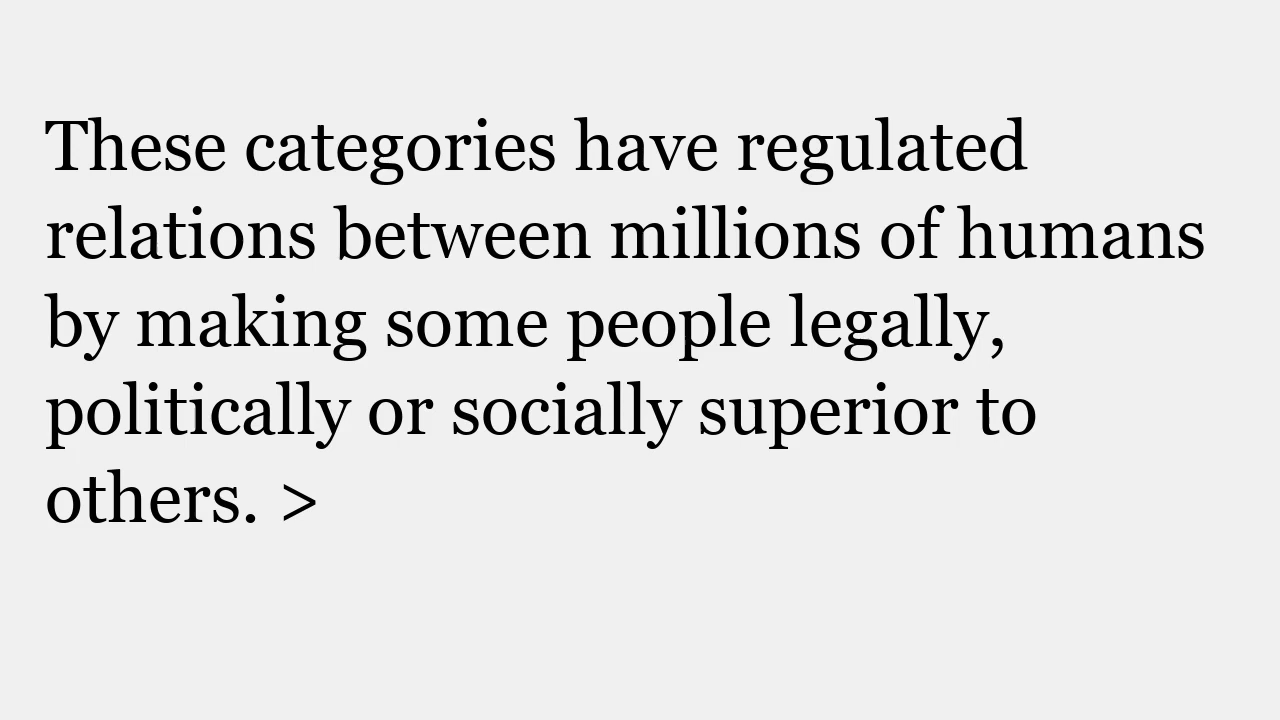 These categories have regulated
relations between millions of humans
by making some people legally,
politically or socially superior to
others. >